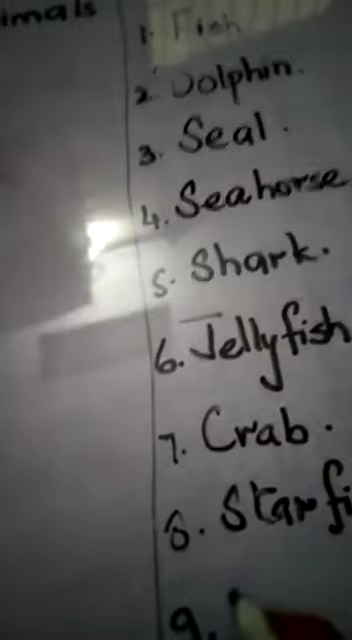 imals
1. Fish
2. Dolphin.
3. Seal.
4. Seahorse
5. Shark.
6. Jellyfish
7. Crab.
8. Starfi
9.